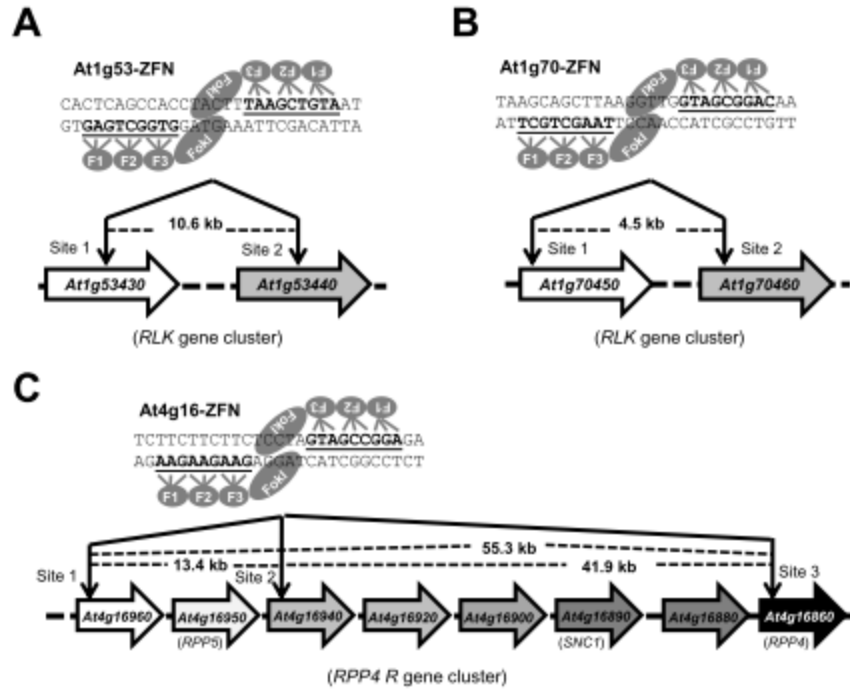 A
At1g53-ZFN
FokI F3 F2 F1
CACTCAGCCACCTACTTTAAGCTGTAAT
GTGAGTCGGTGGATGAAATTCGACATTA
F1 F2 F3 FokI
10.6 kb
Site 1 Site 2
At1g53430 At1g53440
(RLK gene cluster)
B
At1g70-ZFN
FokI F3 F2 F1
TAAGCAGCTTAAGGTTGGTAGCGGACAA
ATTCGTCGAATTCCAACCATCGCCTGTT
F1 F2 F3 FokI
4.5 kb
Site 1 Site 2
At1g70450 At1g70460
(RLK gene cluster)
C
At4g16-ZFN
FokI F3 F2 F1
TCTTCTTCTTCTCCTAGTAGCCGGAGA
AGAAGAAGAAGAGGATCATCGGCCTCT
F1 F2 F3 FokI
55.3 kb
13.4 kb 41.9 kb
Site 1 Site 2 Site 3
At4g16960 At4g16950 At4g16940 At4g16920 At4g16900 At4g16890 At4g16880 At4g16860
(RPP5) (SNC1) (RPP4)
(RPP4 R gene cluster)